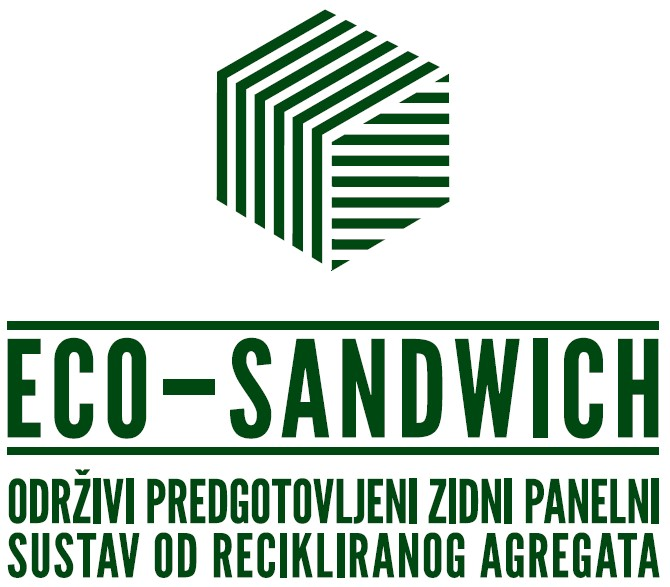 ECO–SANDWICH
ODRŽIVI PREDGOTOVLJENI ZIDNI PANELNI
SUSTAV OD RECIKLIRANOG AGREGATA